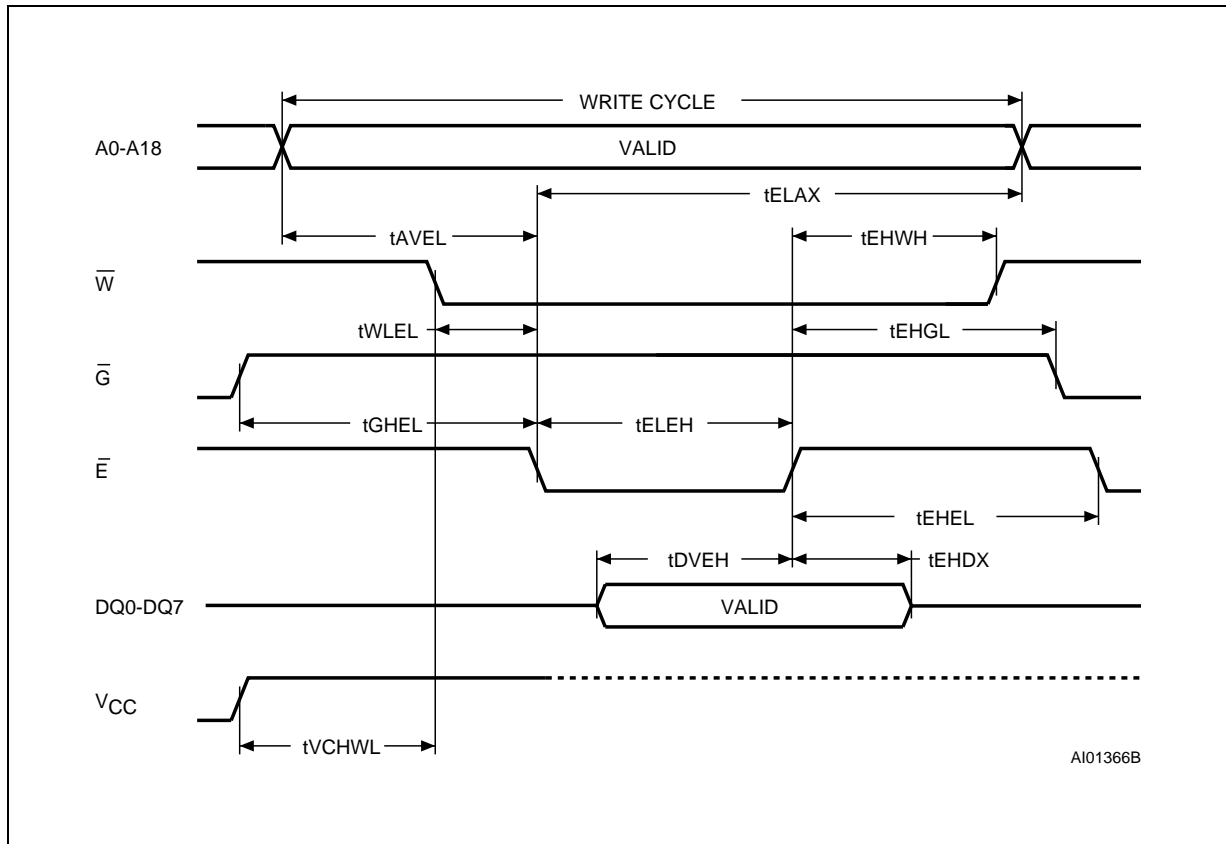 WRITE CYCLE
A0-A18
VALID
tELAX
tAVEL
tEHWH
W
tWLEL
tEHGL
G
tGHEL
tELEH
E
tEHEL
tDVEH
tEHDX
DQ0-DQ7
VALID
VCC
tVCHWL
AI01366B